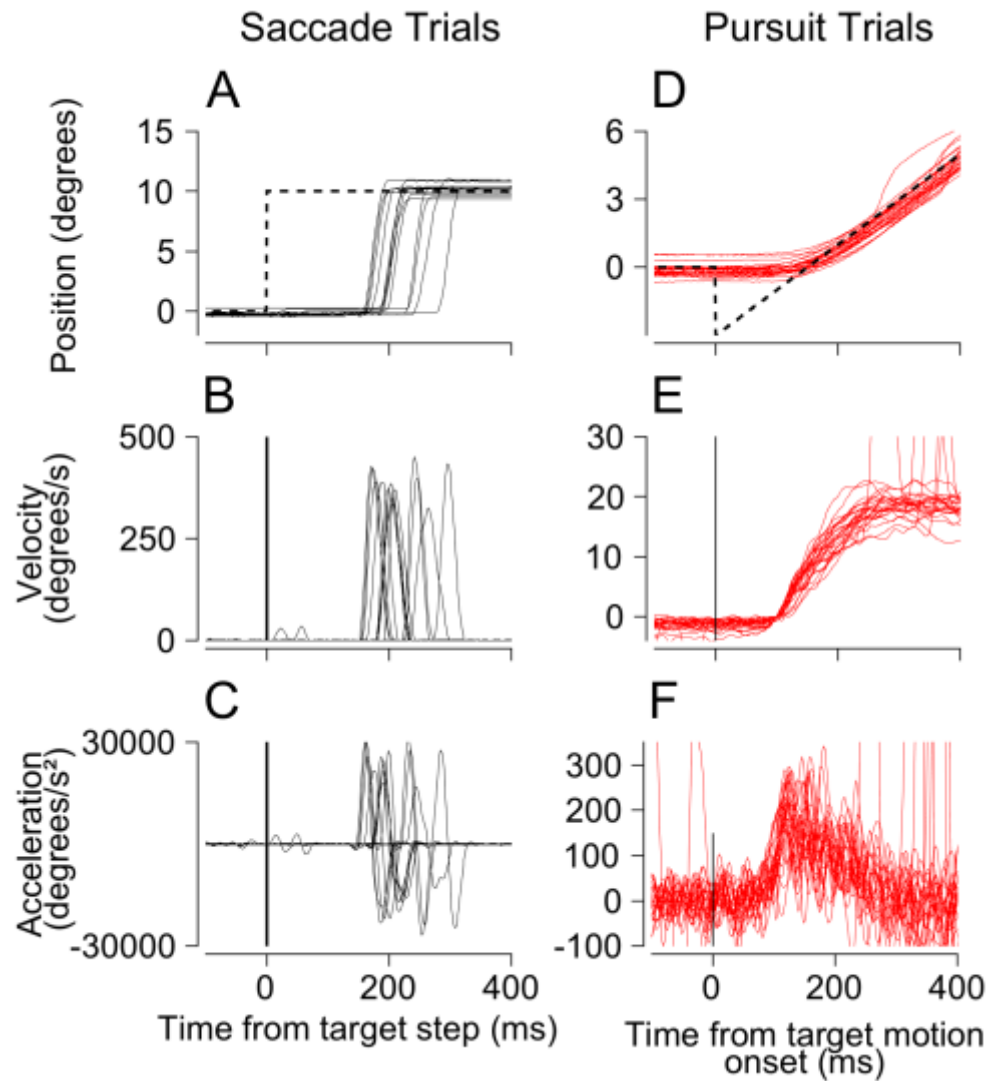 Saccade Trials
Pursuit Trials
A
D
Position (degrees)
15
10
5
0
6
3
0
B
E
Velocity
(degrees/s)
500
250
0
30
20
10
0
C
F
Acceleration
(degrees/s²)
30000
-30000
300
200
100
0
-100
0
200
400
0
200
400
Time from target step (ms)
Time from target motion
onset (ms)